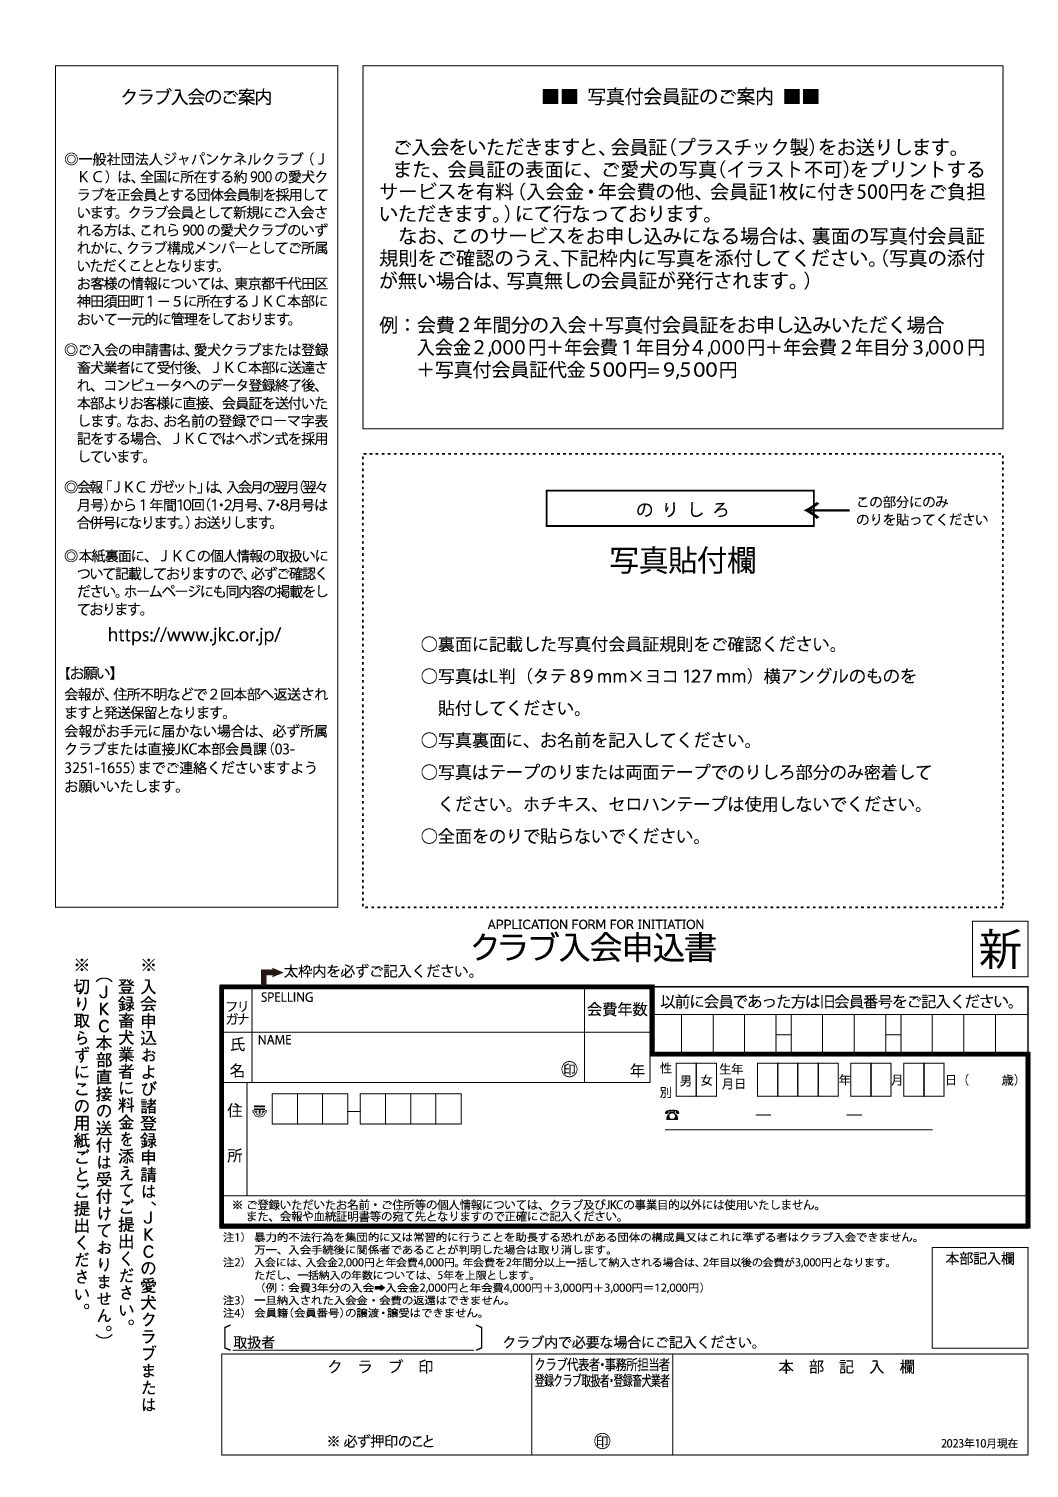 クラブ入会のご案内
◎一般社団法人ジャパンケネルクラブ（J
KC）は、全国に所在する約900の愛犬ク
ラブを正会員とする団体会員制を採用して
います。クラブ会員として新規にご入会さ
れる方は、これら900の愛犬クラブのいず
れかに、クラブ構成メンバーとしてご所属
いただくこととなります。
お客様の情報については、東京都千代田区
神田須田町1－5に所在するJKC本部に
おいて一元的に管理をしております。
◎ご入会の申請書は、愛犬クラブまたは登録
畜犬業者にて受付後、JKC本部に送達さ
れ、コンピュータへのデータ登録終了後、
本部よりお客様に直接、会員証を送付いた
します。なお、お名前の登録でローマ字表
記をする場合、JKCではヘボン式を採用
しています。
◎会報「JKCガゼット」は、入会月の翌月(翌々
月号)から1年間10回(1・2月号、7・8月号は
合併号になります。)お送りします。
◎本紙裏面に、JKCの個人情報の取扱いに
ついて記載しておりますので、必ずご確認く
ださい。ホームページにも同内容の掲載をし
ております。
https://www.jkc.or.jp/
【お願い】
会報が、住所不明などで2回本部へ返送され
ますと発送保留となります。
会報がお手元に届かない場合は、必ず所属
クラブまたは直接JKC本部会員課(03-
3251-1655)までご連絡くださいますよう
お願いいたします。
■■ 写真付会員証のご案内 ■■
ご入会をいただきますと、会員証(プラスチック製)をお送りします。
また、会員証の表面に、ご愛犬の写真(イラスト不可)をプリントする
サービスを有料(入会金・年会費の他、会員証1枚に付き500円をご負担
いただきます。)にて行なっております。
なお、このサービスをお申し込みになる場合は、裏面の写真付会員証
規則をご確認のうえ、下記枠内に写真を添付してください。(写真の添付
が無い場合は、写真無しの会員証が発行されます。)
例：会費2年間分の入会＋写真付会員証をお申し込みいただく場合
入会金2,000円＋年会費1年目分4,000円＋年会費2年目分3,000円
＋写真付会員証代金500円=9,500円
のりしろ
この部分にのみ
のりを貼ってください
写真貼付欄
○裏面に記載した写真付会員証規則をご確認ください。
○写真はL判（タテ89mm×ヨコ127mm）横アングルのものを
貼付してください。
○写真裏面に、お名前を記入してください。
○写真はテープのりまたは両面テープでのりしろ部分のみ密着して
ください。ホチキス、セロハンテープは使用しないでください。
○全面をのりで貼らないでください。
APPLICATION FORM FOR INITIATION
クラブ入会申込書
新
※入会申込および諸登録申請は、JKCの愛犬クラブまたは
登録畜犬業者に料金を添えてご提出ください。
(JKC本部直接の送付は受付けておりません。)
※切り取らずにこの用紙ごとご提出ください。
太枠内を必ずご記入ください。
フリガナ
SPELLING
会費年数
以前に会員であった方は旧会員番号をご記入ください。
氏名
NAME
㊞
年
性別
男
女
生年月日
年
月
日（　歳）
住所
〠
☎ ― ―
※ご登録いただいたお名前・ご住所等の個人情報については、クラブ及びJKCの事業目的以外には使用いたしません。
また、会報や血統証明書等の宛て先となりますので正確にご記入ください。
注1）暴力的不法行為を集団的に又は常習的に行うことを助長する恐れがある団体の構成員又はこれに準ずる者はクラブ入会できません。
万一、入会手続後に関係者であることが判明した場合は取り消します。
注2）入会には、入会金2,000円と年会費4,000円。年会費を2年間分以上一括して納入される場合は、2年目以後の会費が3,000円となります。
ただし、一括納入の年数については、5年を上限とします。
（例：会費3年分の入会➡入会金2,000円と年会費4,000円＋3,000円＋3,000円＝12,000円）
注3）一旦納入された入会金・会費の返還はできません。
注4）会員籍(会員番号)の譲渡・譲受はできません。
本部記入欄
取扱者
クラブ内で必要な場合にご記入ください。
クラブ印
※必ず押印のこと
クラブ代表者・事務所担当者
登録クラブ取扱者・登録畜犬業者
㊞
本部記入欄
2023年10月現在